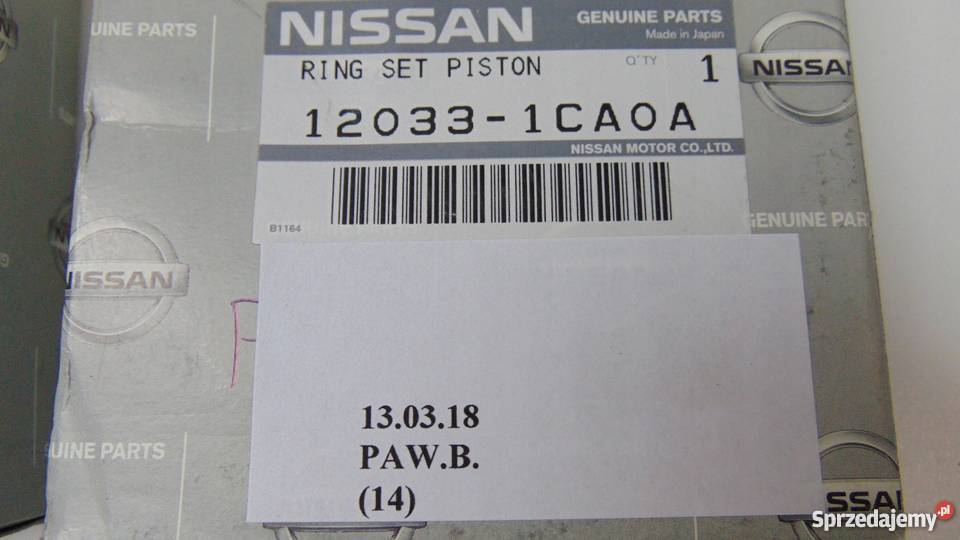 UINE PARTS
NISSAN
GENUINE PARTS
Made in Japan
RING SET PISTON
Q'TY
1
NISSAN
12033-1CA0A
NISSAN MOTOR CO.,LTD.
B1164
GENUINE PAR
NISSAN
13.03.18
PAW.B.
(14)
UINE PARTS
NISSAN
Sprzedajemy.pl